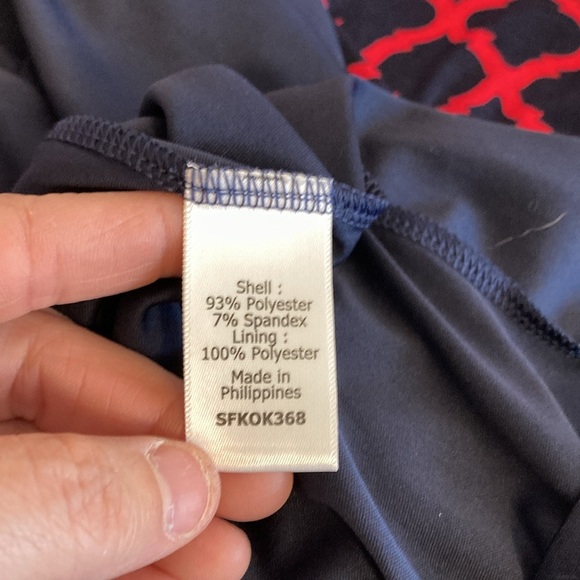 Shell :
93% Polyester
7% Spandex
Lining :
100% Polyester
Made in
Philippines
SFKOK368